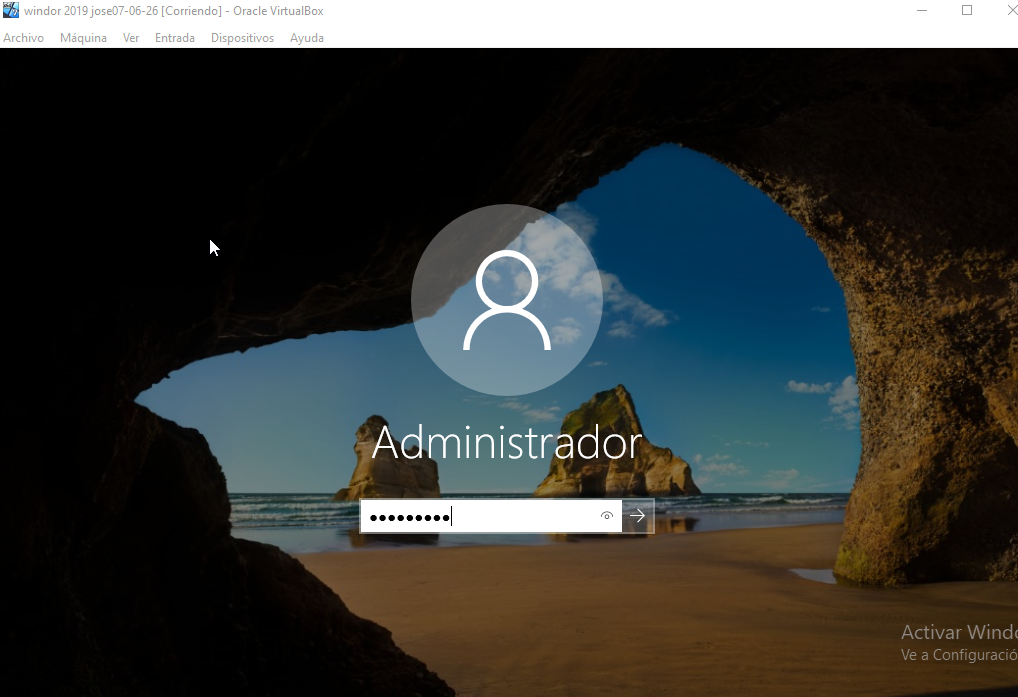 windor 2019 jose07-06-26 [Corriendo] - Oracle VirtualBox
Archivo Máquina Ver Entrada Dispositivos Ayuda
Administrador
Activar Windo
Ve a Configuració